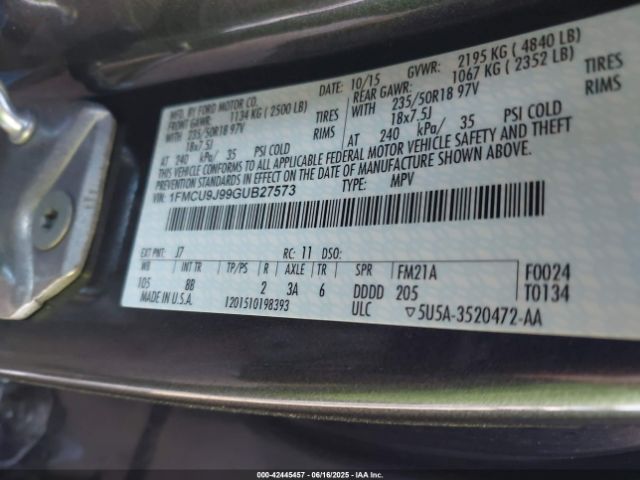 MFD. BY FORD MOTOR CO.
DATE: 10/15 GVWR: 2195 KG ( 4840 LB)
FRONT GAWR: 1134 KG ( 2500 LB)
REAR GAWR: 1067 KG ( 2352 LB)
WITH 235/50R18 97V TIRES
WITH 235/50R18 97V TIRES
18x7.5J RIMS
18x7.5J RIMS
AT 240 kPa/ 35 PSI COLD
AT 240 kPa/ 35 PSI COLD
THIS VEHICLE CONFORMS TO ALL APPLICABLE FEDERAL MOTOR VEHICLE SAFETY AND THEFT
PREVENTION STANDARDS IN EFFECT ON THE DATE OF MANUFACTURE SHOWN ABOVE.
VIN: 1FMCU9J99GUB27573 TYPE: MPV
EXT PNT: J7 RC: 11 DSO:
WB INT TR TP/PS R AXLE TR SPR FM21A F0024
105 8B 2 3A 6 DDDD 205 T0134
MADE IN U.S.A. 1201510198393 ULC ▽5U5A-3520472-AA
000-42445457 - 06/16/2025 - IAA Inc.